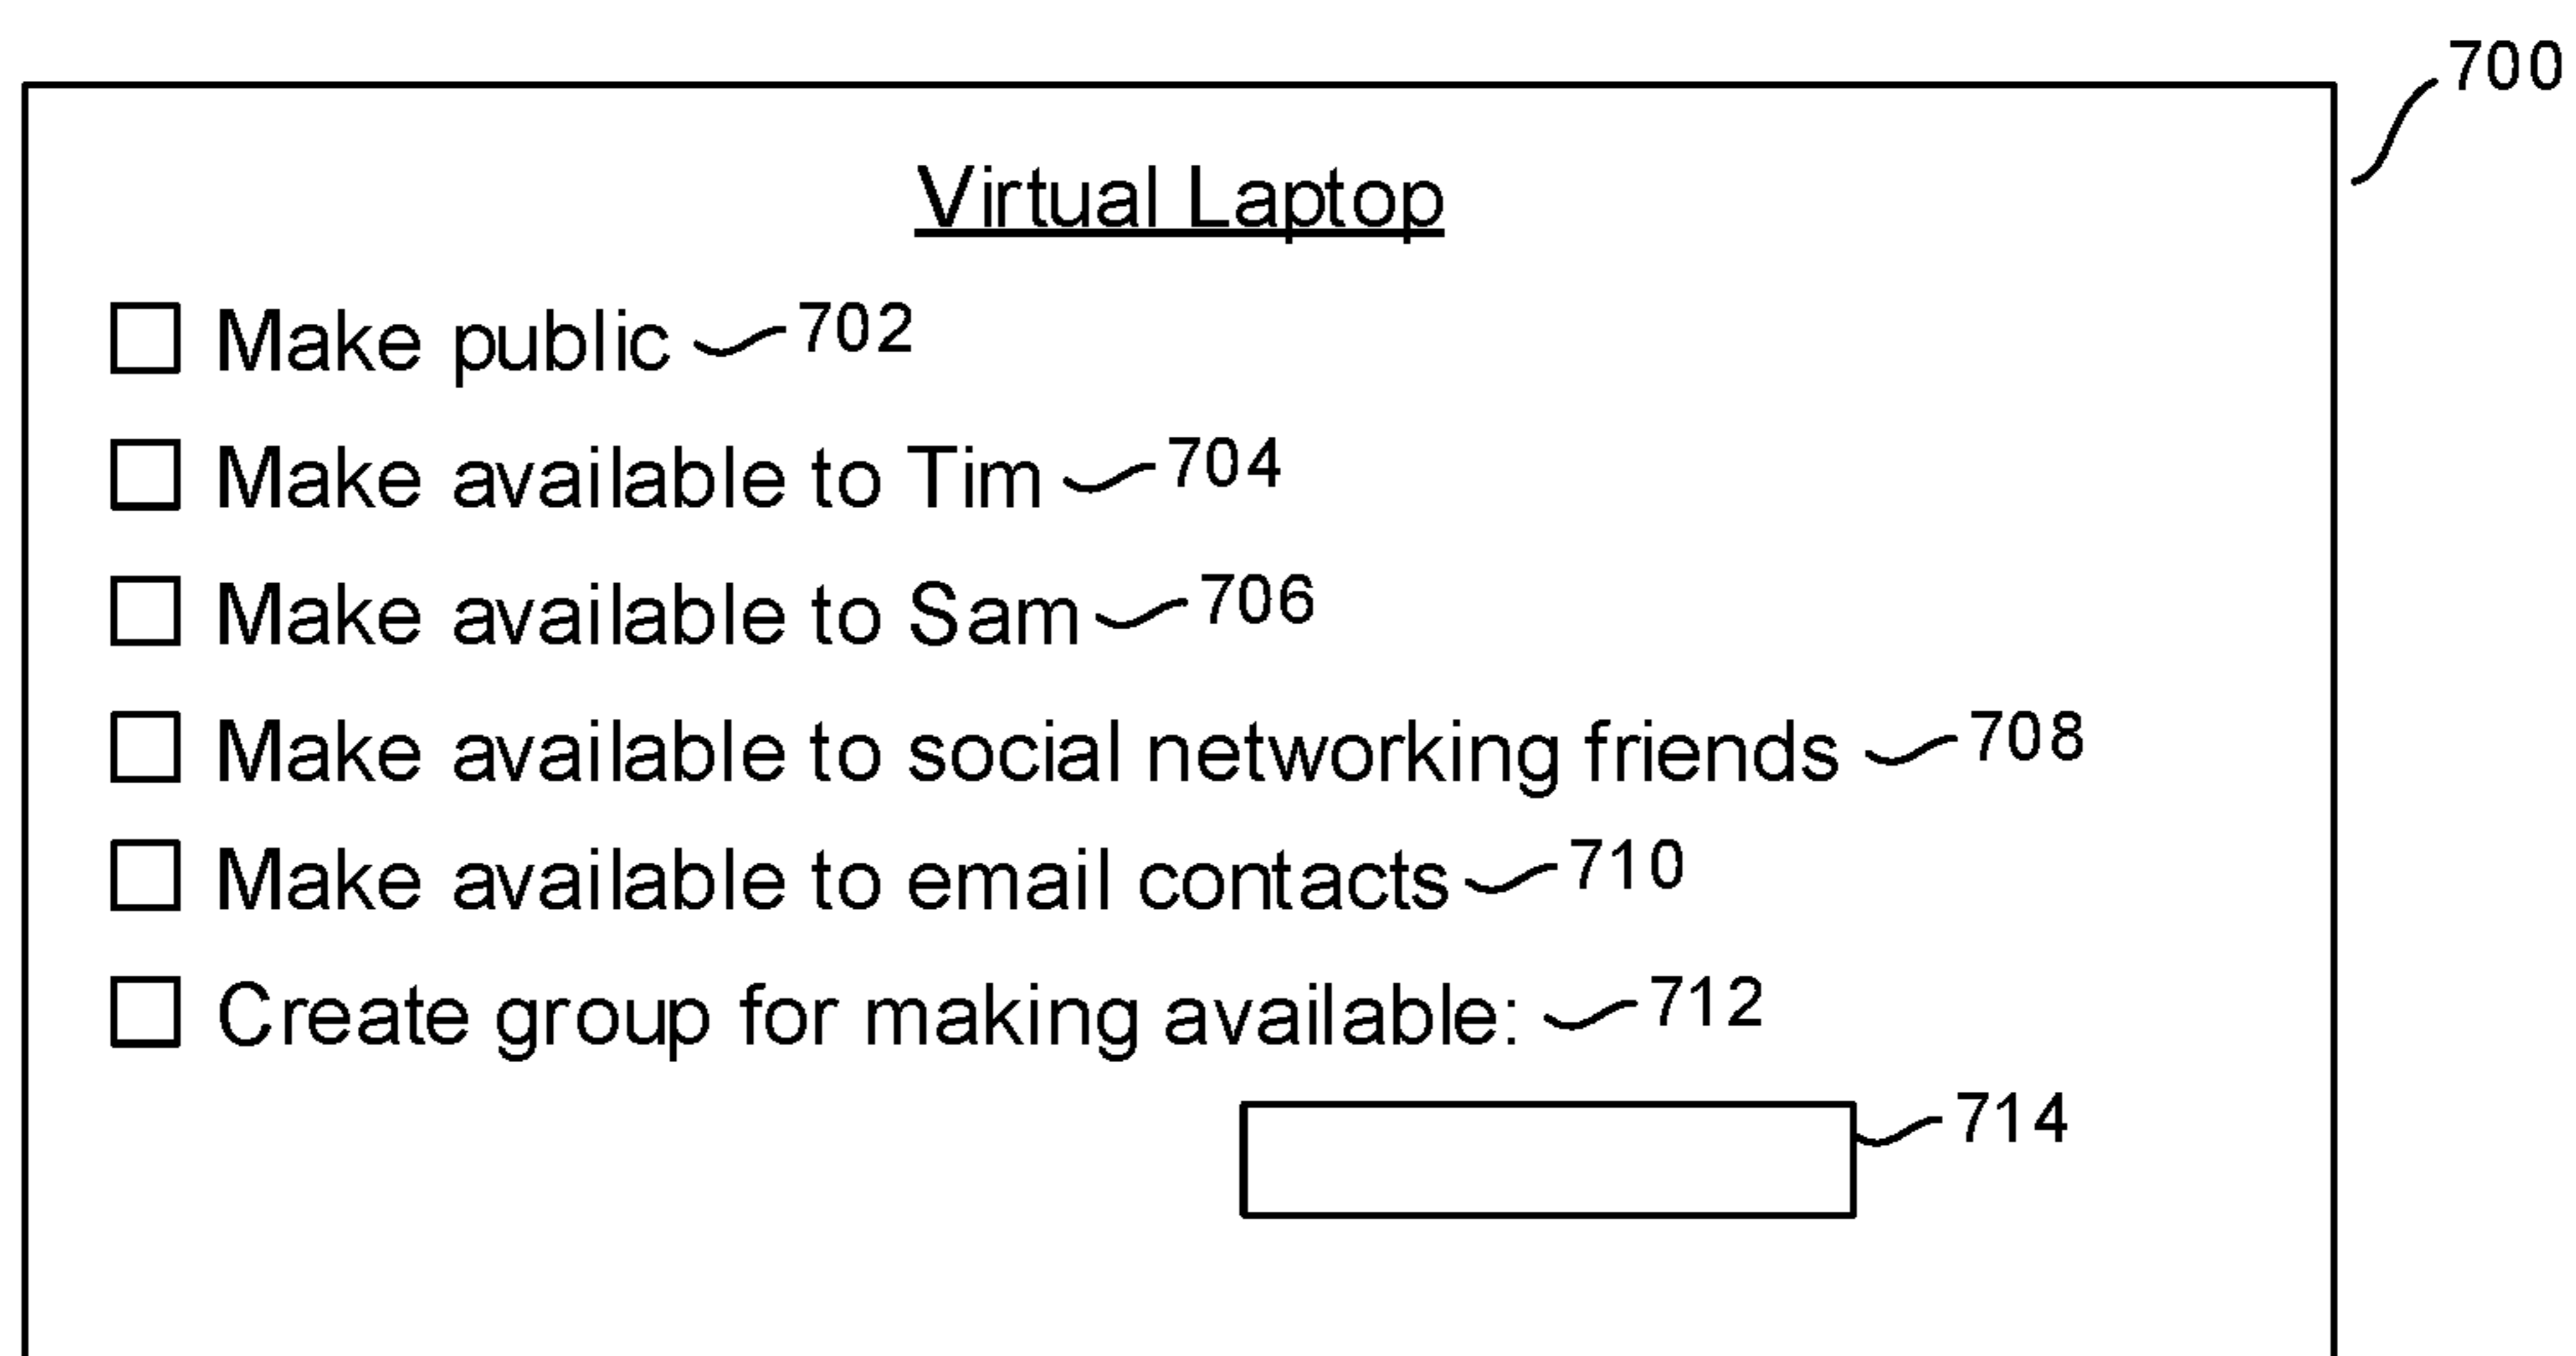 700
Virtual Laptop
Make public 702
Make available to Tim 704
Make available to Sam 706
Make available to social networking friends 708
Make available to email contacts 710
Create group for making available: 712
714